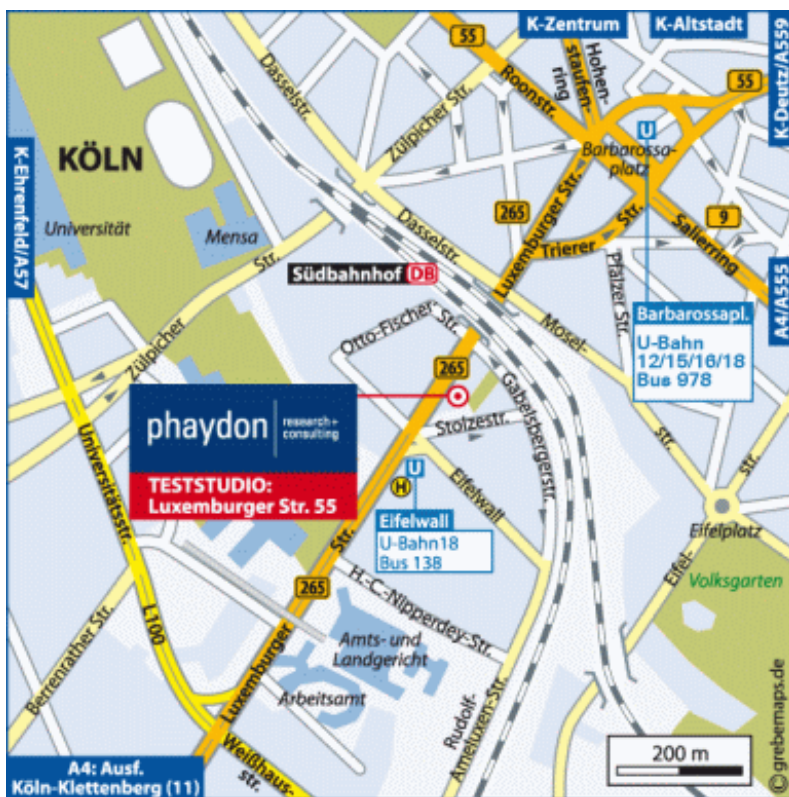 K-Zentrum
K-Altstadt
K-Deutz/A559
55
Roonstr.
Hohen-
staufen-
ring
55
Dasselstr.
Zülpicher Str.
U
Barbarossa-
platz
KÖLN
K-Ehrenfeld/A57
Universität
Mensa
Dasselstr.
265
Luxemburger Str.
Trierer Str.
9
Sallerring
Pfälzer Str.
Südbahnhof DB
Zülpicher Str.
A4/A555
Otto-Fischer Str.
Mosel-
str.
Barbarossapl.
U-Bahn
12/15/16/18
Bus 978
265
Gabelsbergerstr.
phaydon
research+
consulting
TESTSTUDIO:
Luxemburger Str. 55
Stolzestr.
Eifelwall
U
H
Eifelwall
U-Bahn18
Bus 138
Universitätsstr.
L100
Eifelplatz
Eifel-
str.
Volksgarten
265
Luxemburger Str.
H.-C.-Nipperdey-Str.
Amts- und
Landgericht
Arbeitsamt
Berrenrather Str.
Rudolf-
Ameluxen-Str.
Weißhaus-
str.
A4: Ausf.
Köln-Klettenberg (11)
200 m
© grebemaps.de